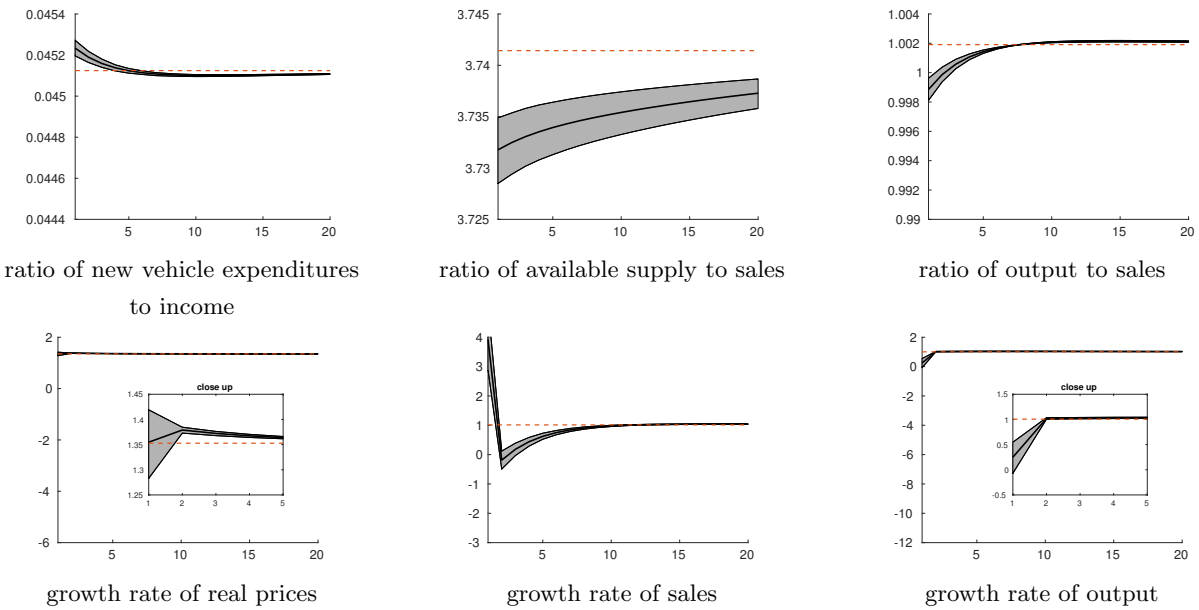 0.0454
0.0452
0.045
0.0448
0.0446
0.0444
5 10 15 20
ratio of new vehicle expenditures
to income
3.745
3.74
3.735
3.73
3.725
5 10 15 20
ratio of available supply to sales
1.004
1.002
1
0.998
0.996
0.994
0.992
0.99
5 10 15 20
ratio of output to sales
2
0
-2
-4
-6
5 10 15 20
close up
1.45
1.4
1.35
1.3
1.25
1 2 3 4 5
growth rate of real prices
4
3
2
1
0
-1
-2
-3
5 10 15 20
growth rate of sales
2
0
-2
-4
-6
-8
-10
-12
5 10 15 20
close up
1.5
1
0.5
0
-0.5
1 2 3 4 5
growth rate of output